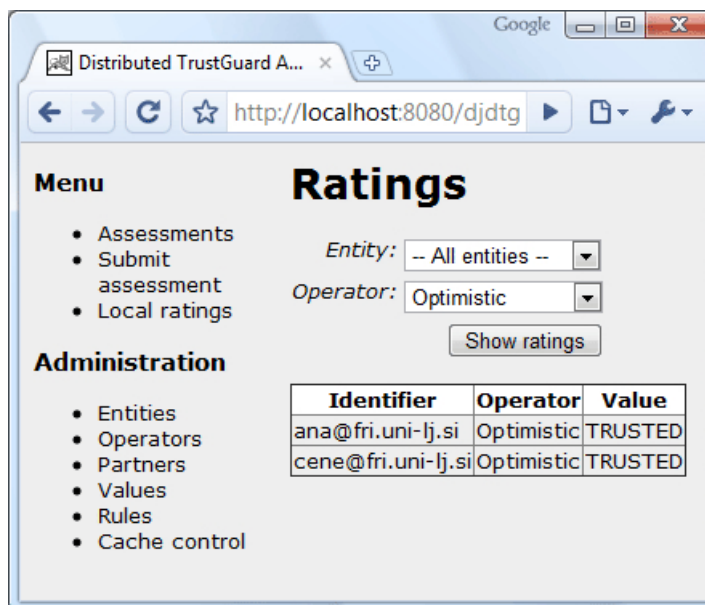 Google
Distributed TrustGuard A...
http://localhost:8080/djdtg
Menu
Assessments
Submit
assessment
Local ratings
Administration
Entities
Operators
Partners
Values
Rules
Cache control
Ratings
Entity: -- All entities --
Operator: Optimistic
Show ratings
Identifier Operator Value
ana@fri.uni-lj.si Optimistic TRUSTED
cene@fri.uni-lj.si Optimistic TRUSTED